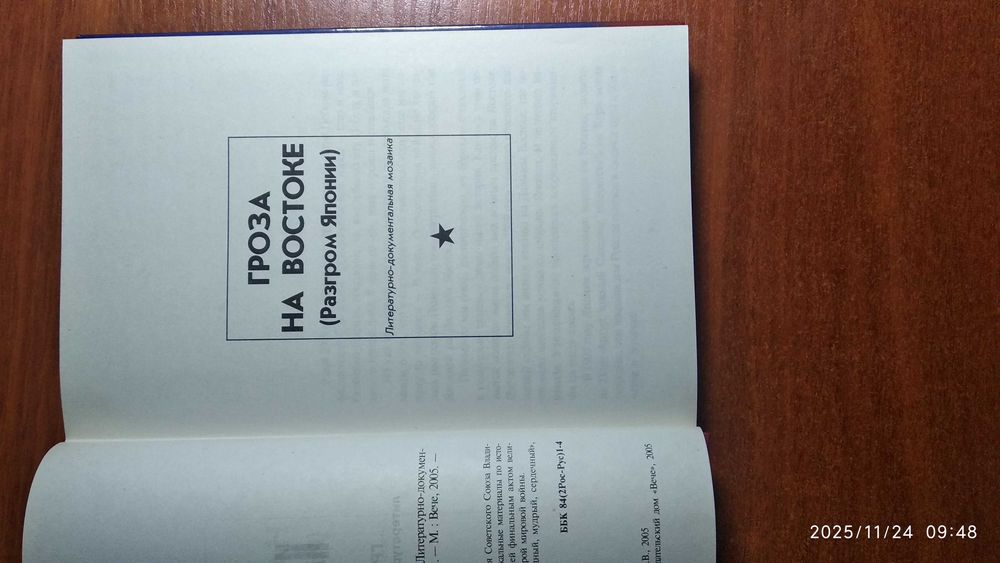 Литературно-докумен-
. — М. : Вече, 2005. —
я Советского Союза Влади-
кальные материалы по исто-
ей финальным актом вели-
рой мировой войны.
дный, мудрый, сердечный».
ББК 84(2Рос-Рус)1-4
.В., 2005
дательский дом «Вече», 2005
ГРОЗА
НА ВОСТОКЕ
(Разгром Японии)
Литературно-документальная мозаика
2025/11/24 09:48